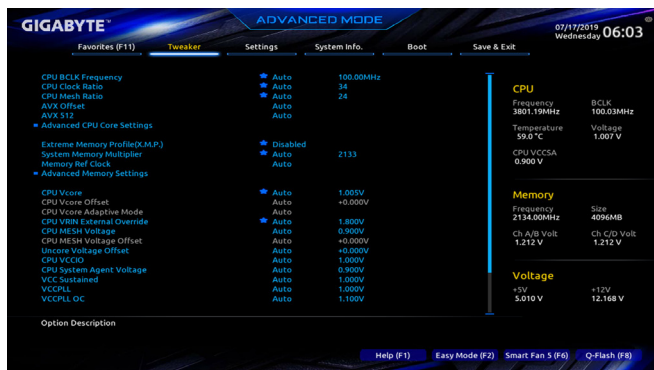 GIGABYTE™ ADVANCED MODE 07/17/2019 Wednesday 06:03
Favorites (F11) Tweaker Settings System Info. Boot Save & Exit
CPU BCLK Frequency Auto 100.00MHz
CPU Clock Ratio Auto 34
CPU Mesh Ratio Auto 24
AVX Offset Auto
AVX 512 Auto
Advanced CPU Core Settings
Extreme Memory Profile(X.M.P.) Disabled
System Memory Multiplier Auto 2133
Memory Ref Clock Auto
Advanced Memory Settings
CPU Vcore Auto 1.005V
CPU Vcore Offset Auto +0.000V
CPU Vcore Adaptive Mode Auto
CPU VRIN External Override Auto 1.800V
CPU MESH Voltage Auto 0.900V
CPU MESH Voltage Offset Auto +0.000V
Uncore Voltage Offset Auto +0.000V
CPU VCCIO Auto 1.000V
CPU System Agent Voltage Auto 0.900V
VCC Sustained Auto 1.000V
VCCPLL Auto 1.000V
VCCPLL OC Auto 1.100V
CPU
Frequency BCLK
3801.19MHz 100.03MHz
Temperature Voltage
59.0 °C 1.007 V
CPU VCCSA
0.900 V
Memory
Frequency Size
2134.00MHz 4096MB
Ch A/B Volt Ch C/D Volt
1.212 V 1.212 V
Voltage
+5V +12V
5.010 V 12.168 V
Option Description
Help (F1) Easy Mode (F2) Smart Fan 5 (F6) Q-Flash (F8)